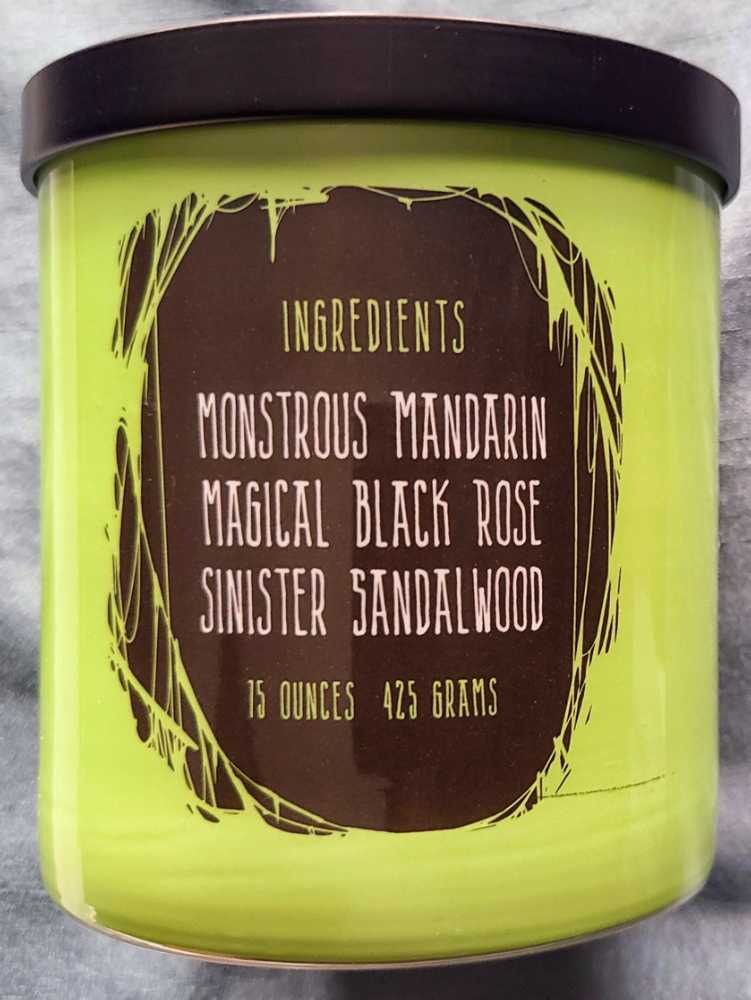 INGREDIENTS
MONSTROUS MANDARIN
MAGICAL BLACK ROSE
SINISTER SANDALWOOD
15 OUNCES 425 GRAMS